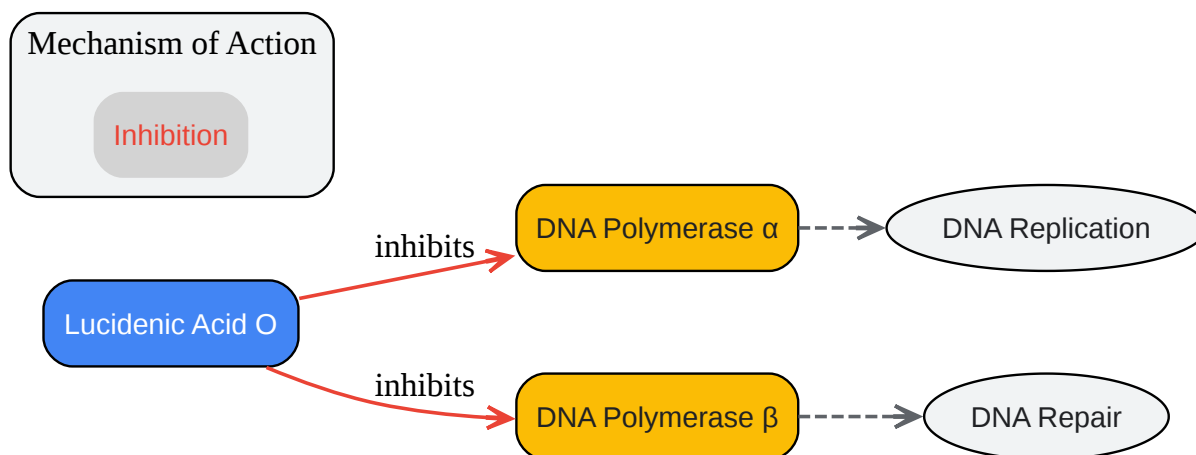 Mechanism of Action
Inhibition
inhibits
DNA Polymerase α
DNA Replication
Lucidenic Acid O
inhibits
DNA Polymerase β
DNA Repair